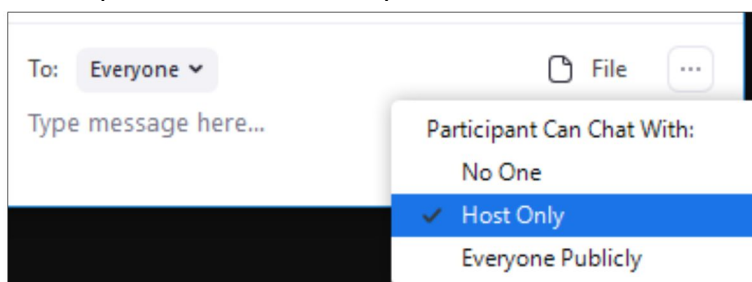 To: Everyone File ...
Type message here...
Participant Can Chat With:
No One
Host Only
Everyone Publicly